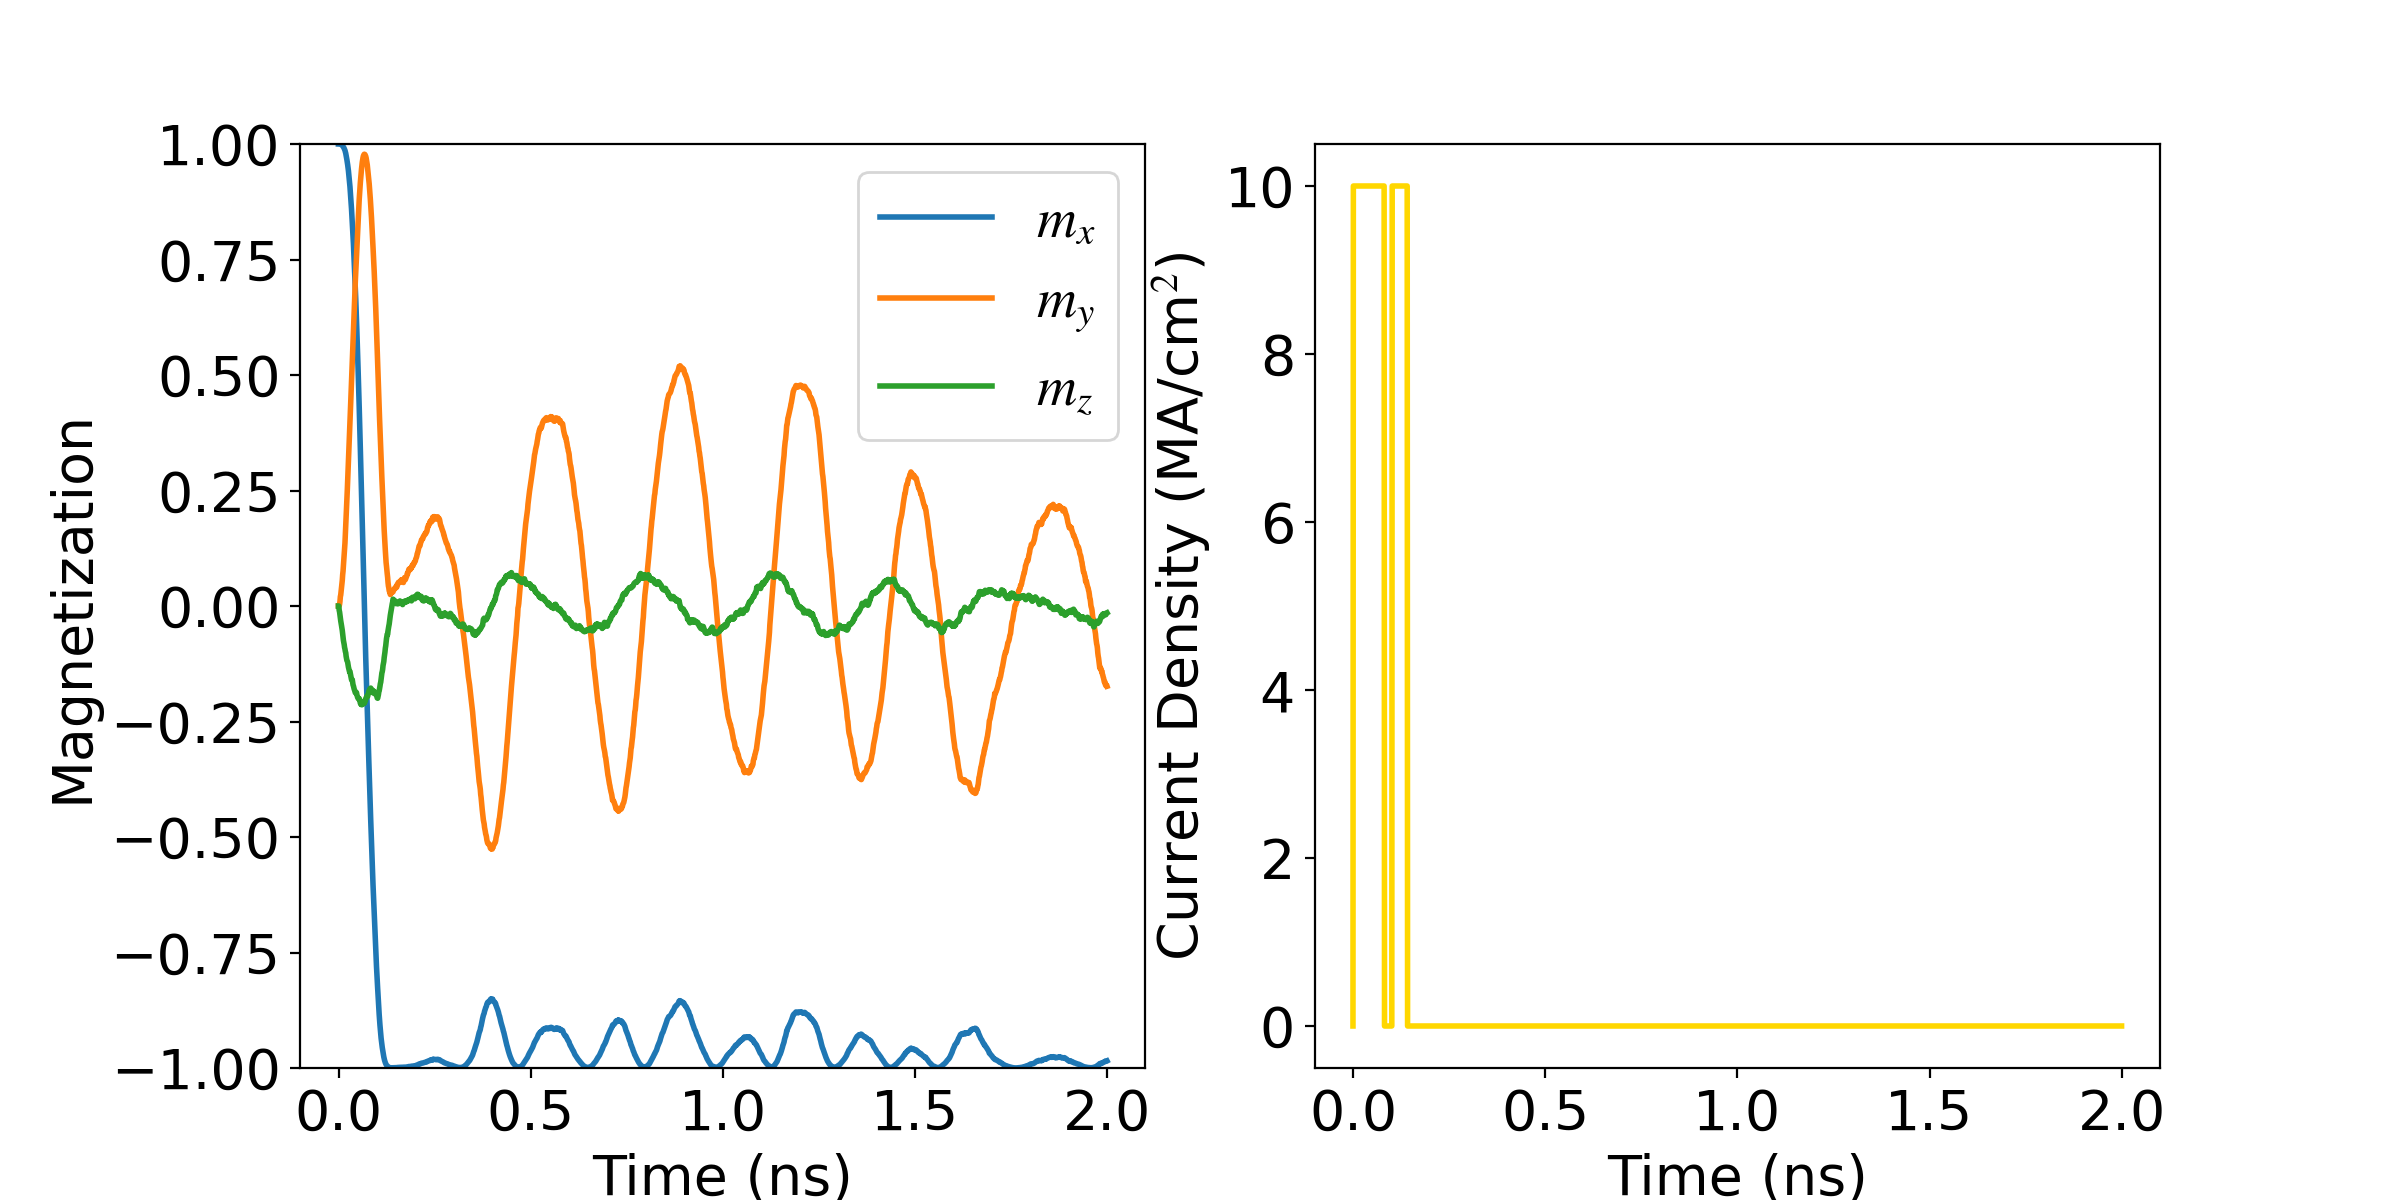 Magnetization
1.00
0.75
0.50
0.25
0.00
−0.25
−0.50
−0.75
−1.00
0.0 0.5 1.0 1.5 2.0
Time (ns)
m_x
m_y
m_z
Current Density (MA/cm²)
10
8
6
4
2
0
0.0 0.5 1.0 1.5 2.0
Time (ns)